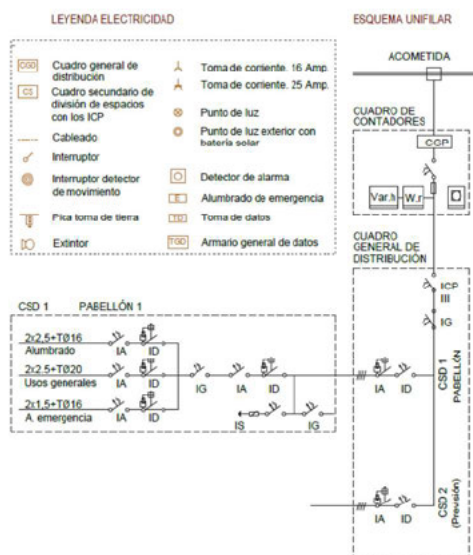 LEYENDA ELECTRICIDAD
CGD
Cuadro general de
distribución
CS
Cuadro secundario de
división de espacios
con los ICP
Cableado
Interruptor
Interruptor detector
de movimiento
Pica toma de tierra
Extintor
Toma de corriente. 16 Amp.
Toma de corriente. 25 Amp.
Punto de luz
Punto de luz exterior con
batería solar
Detector de alarma
E
Alumbrado de emergencia
TD
Toma de datos
TGD
Armario general de datos
ESQUEMA UNIFILAR
ACOMETIDA
CUADRO DE
CONTADORES
CGP
Var.h
W.r
CUADRO
GENERAL DE
DISTRIBUCIÓN
ICP
III
IG
IA
ID
CSD 1
PABELLÓN
IA
ID
CSD 2
(Previsión)
CSD 1 PABELLÓN 1
2x2,5+TØ16
Alumbrado
IA
ID
2x2.5+TØ20
Usos generales
IA
ID
2x1,5+TØ16
A. emergencia
IA
ID
IG
IA
ID
IS
IG